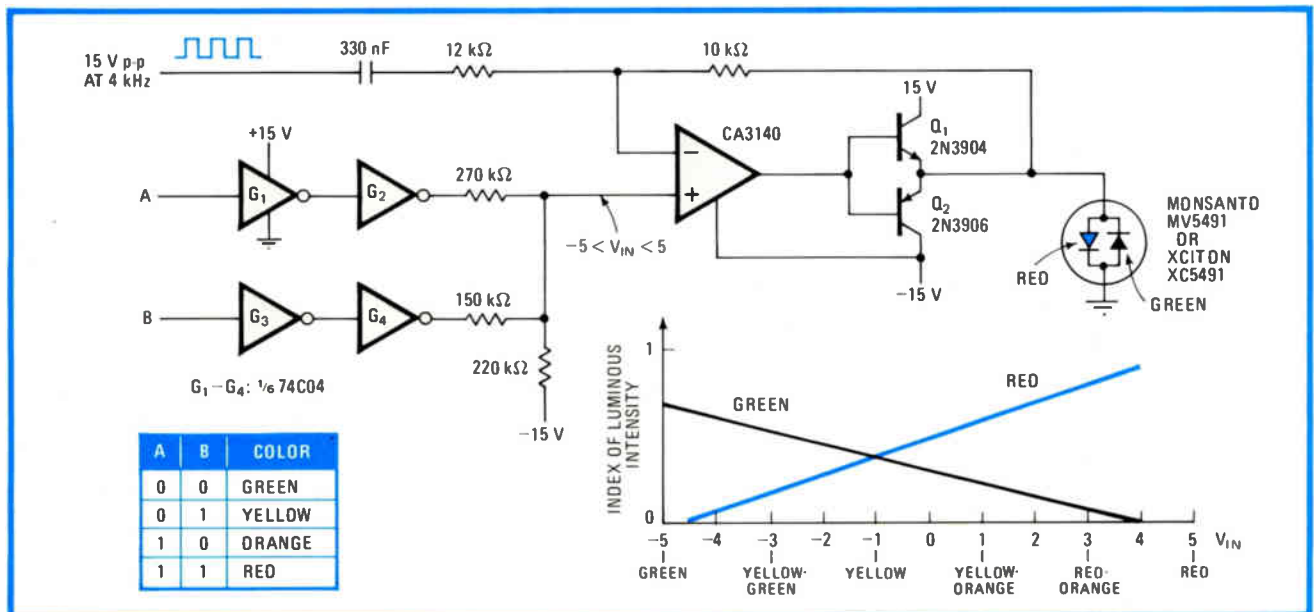 15 V p-p
AT 4 kHz
330 nF
12 kΩ
10 kΩ
15 V
+15 V
CA3140
Q1
2N3904
A
G1
G2
270 kΩ
−
+
Q2
2N3906
−5 < VIN < 5
MONSANTO
MV5491
OR
XCITON
XC5491
RED
GREEN
−15 V
B
G3
G4
150 kΩ
220 kΩ
−15 V
G1–G4: 1/6 74C04
A B COLOR
0 0 GREEN
0 1 YELLOW
1 0 ORANGE
1 1 RED
INDEX OF LUMINOUS
INTENSITY
1
0
GREEN
RED
−5 −4 −3 −2 −1 0 1 2 3 4 5 VIN
GREEN YELLOW-GREEN YELLOW YELLOW-ORANGE RED-ORANGE RED